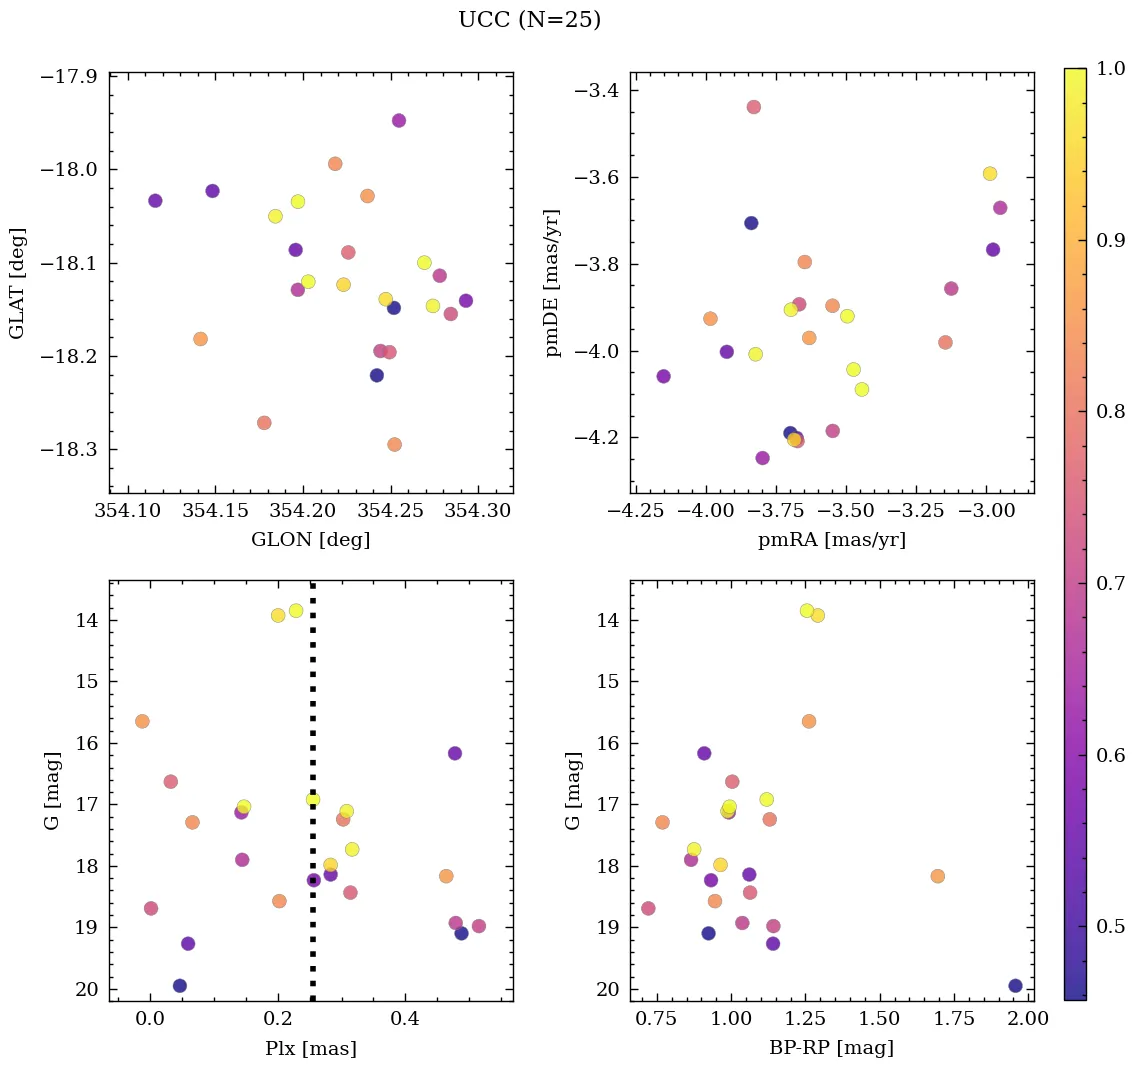 UCC (N=25)
−17.9
−18.0
−18.1
−18.2
−18.3
GLAT [deg]
354.10 354.15 354.20 354.25 354.30
GLON [deg]
−3.4
−3.6
−3.8
−4.0
−4.2
pmDE [mas/yr]
−4.25 −4.00 −3.75 −3.50 −3.25 −3.00
pmRA [mas/yr]
14
15
16
17
18
19
20
G [mag]
0.0 0.2 0.4
Plx [mas]
14
15
16
17
18
19
20
G [mag]
0.75 1.00 1.25 1.50 1.75 2.00
BP-RP [mag]
1.0
0.9
0.8
0.7
0.6
0.5